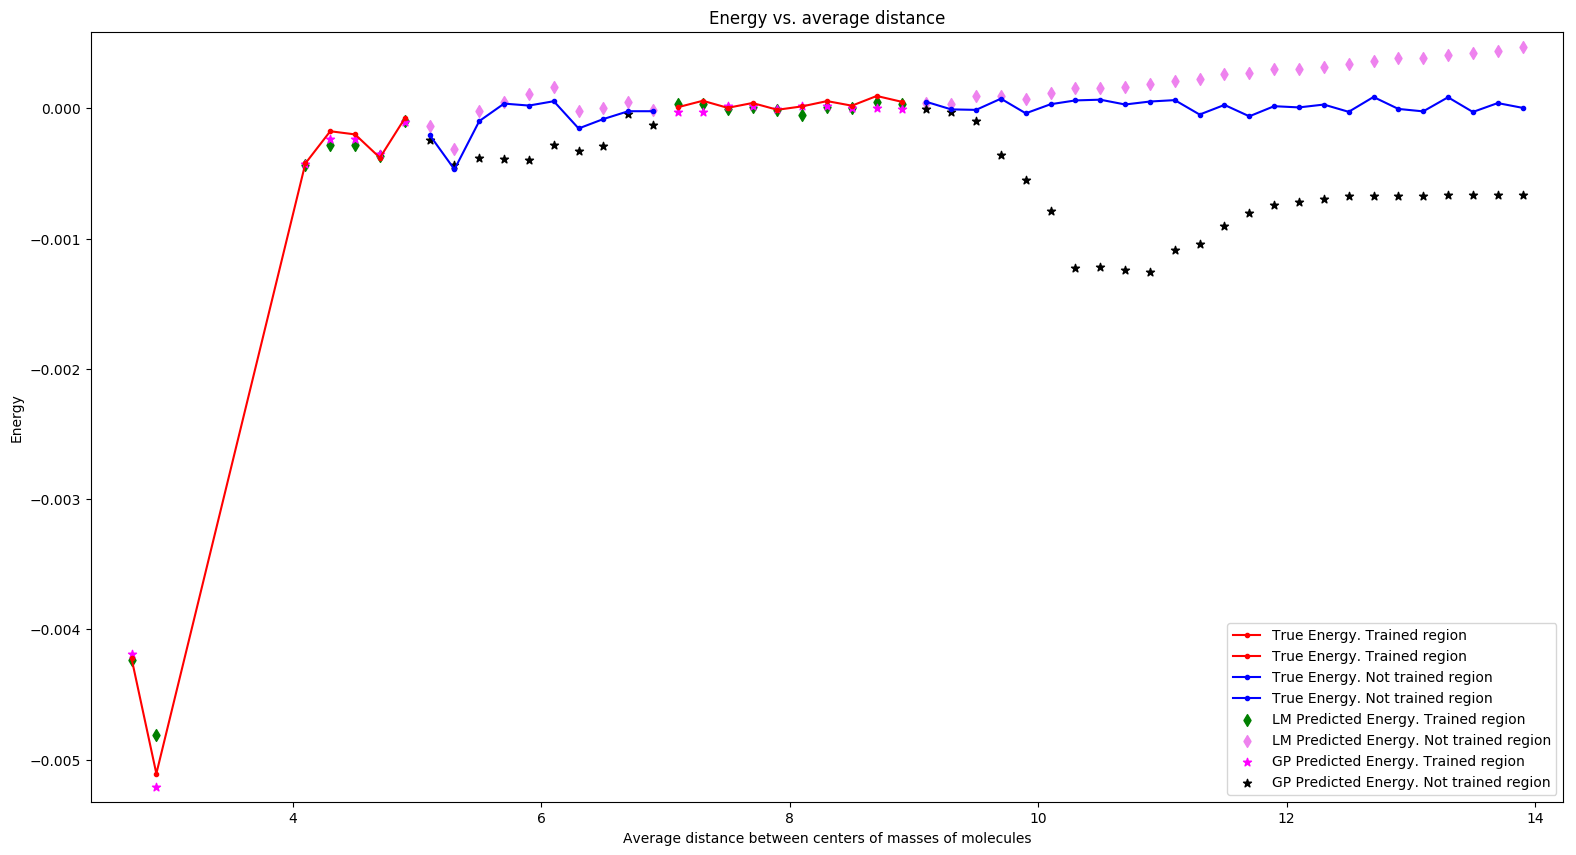 Energy vs. average distance
0.000
−0.001
−0.002
−0.003
−0.004
−0.005
Energy
4
6
8
10
12
14
Average distance between centers of masses of molecules
True Energy. Trained region
True Energy. Trained region
True Energy. Not trained region
True Energy. Not trained region
LM Predicted Energy. Trained region
LM Predicted Energy. Not trained region
GP Predicted Energy. Trained region
GP Predicted Energy. Not trained region